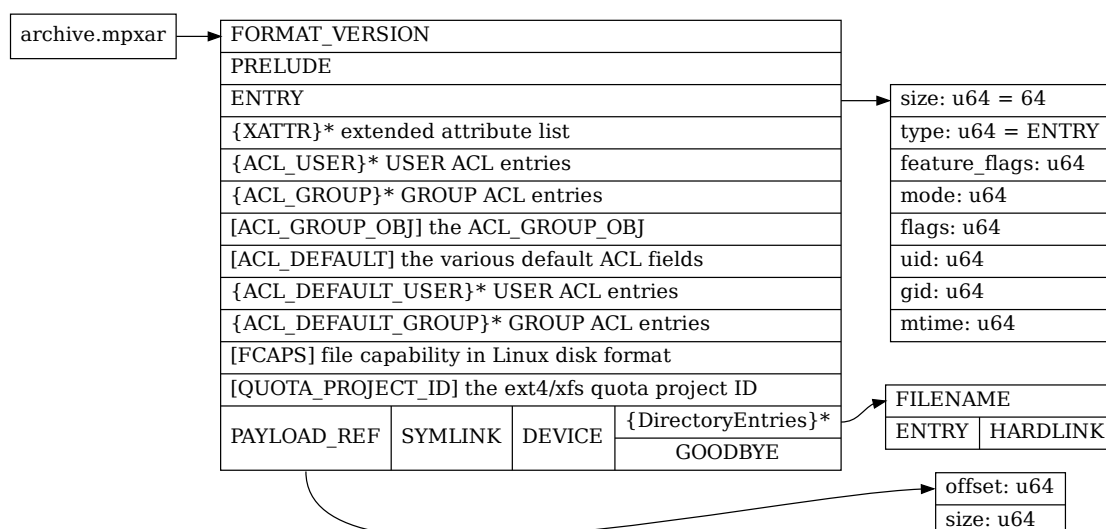 archive.mpxar
FORMAT_VERSION
PRELUDE
ENTRY
{XATTR}* extended attribute list
{ACL_USER}* USER ACL entries
{ACL_GROUP}* GROUP ACL entries
[ACL_GROUP_OBJ] the ACL_GROUP_OBJ
[ACL_DEFAULT] the various default ACL fields
{ACL_DEFAULT_USER}* USER ACL entries
{ACL_DEFAULT_GROUP}* GROUP ACL entries
[FCAPS] file capability in Linux disk format
[QUOTA_PROJECT_ID] the ext4/xfs quota project ID
PAYLOAD_REF SYMLINK DEVICE {DirectoryEntries}*
GOODBYE
size: u64 = 64
type: u64 = ENTRY
feature_flags: u64
mode: u64
flags: u64
uid: u64
gid: u64
mtime: u64
FILENAME
ENTRY HARDLINK
offset: u64
size: u64